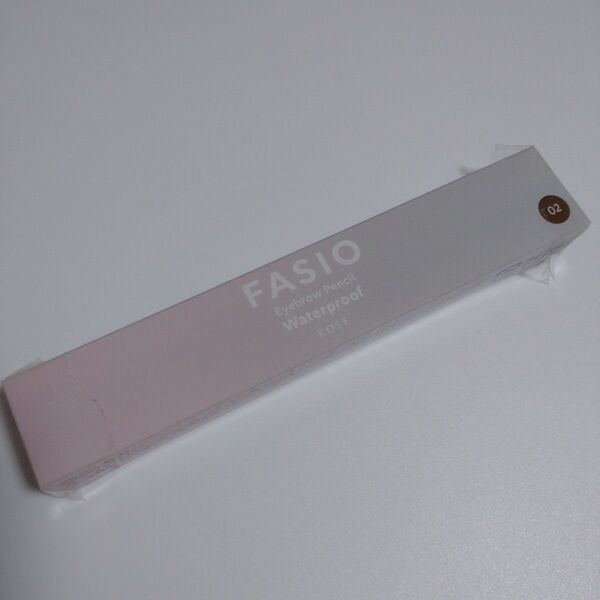 FASIO
Eyebrow Pencil
Waterproof
KOSÉ
02